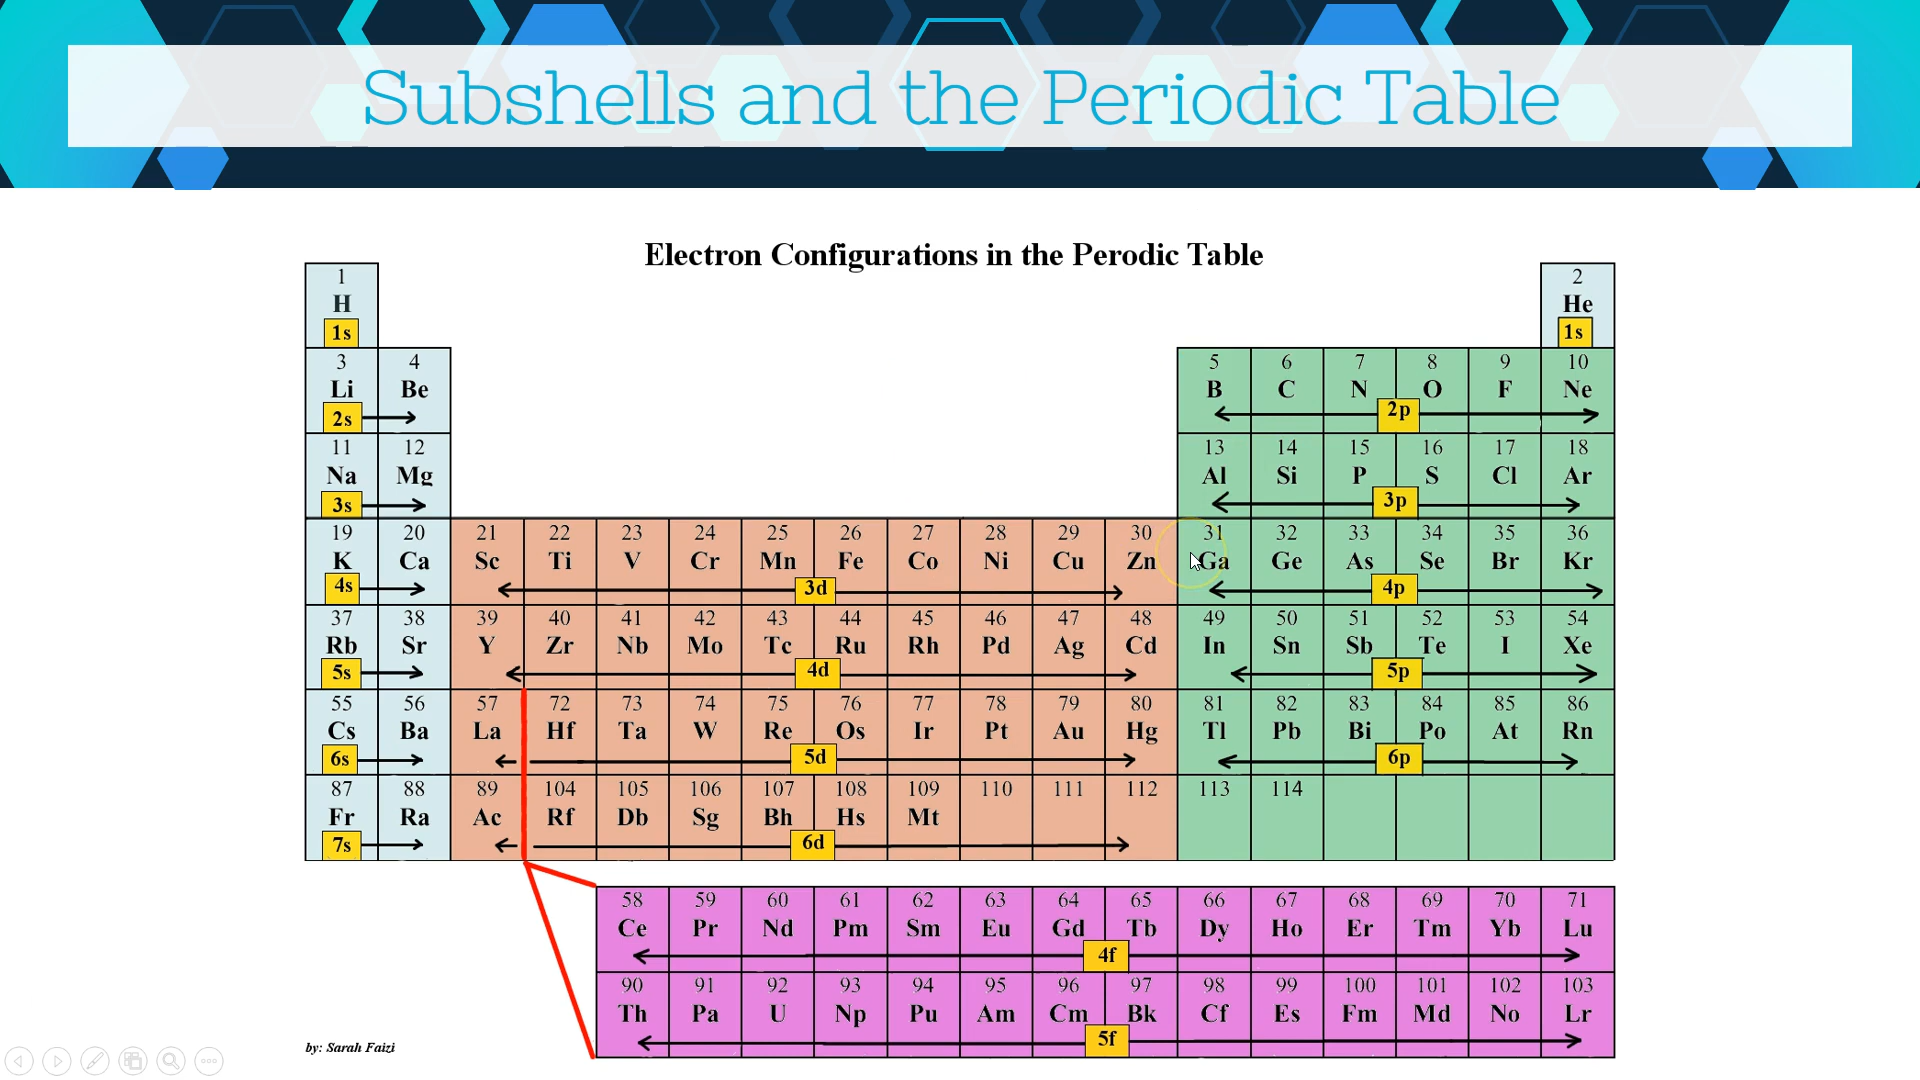 Subshells and the Periodic Table
Electron Configurations in the Perodic Table
1 2
H He
1s 1s
3 4 5 6 7 8 9 10
Li Be B C N O F Ne
2s 2p
11 12 13 14 15 16 17 18
Na Mg Al Si P S Cl Ar
3s 3p
19 20 21 22 23 24 25 26 27 28 29 30 31 32 33 34 35 36
K Ca Sc Ti V Cr Mn Fe Co Ni Cu Zn Ga Ge As Se Br Kr
4s 3d 4p
37 38 39 40 41 42 43 44 45 46 47 48 49 50 51 52 53 54
Rb Sr Y Zr Nb Mo Tc Ru Rh Pd Ag Cd In Sn Sb Te I Xe
5s 4d 5p
55 56 57 72 73 74 75 76 77 78 79 80 81 82 83 84 85 86
Cs Ba La Hf Ta W Re Os Ir Pt Au Hg Tl Pb Bi Po At Rn
6s 5d 6p
87 88 89 104 105 106 107 108 109 110 111 112 113 114
Fr Ra Ac Rf Db Sg Bh Hs Mt
7s 6d
58 59 60 61 62 63 64 65 66 67 68 69 70 71
Ce Pr Nd Pm Sm Eu Gd Tb Dy Ho Er Tm Yb Lu
4f
90 91 92 93 94 95 96 97 98 99 100 101 102 103
Th Pa U Np Pu Am Cm Bk Cf Es Fm Md No Lr
5f
by: Sarah Faizi